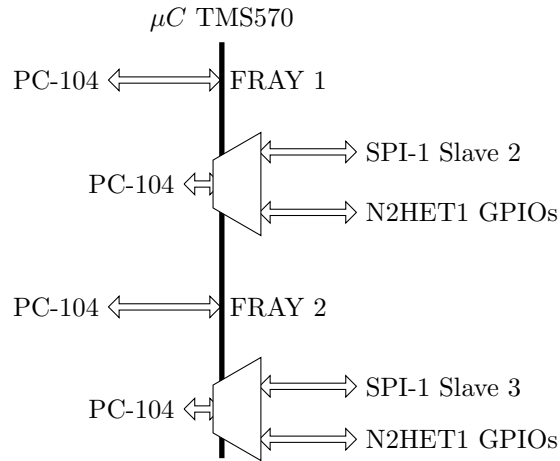 μC TMS570
PC-104 FRAY 1
SPI-1 Slave 2
PC-104
N2HET1 GPIOs
PC-104 FRAY 2
SPI-1 Slave 3
PC-104
N2HET1 GPIOs